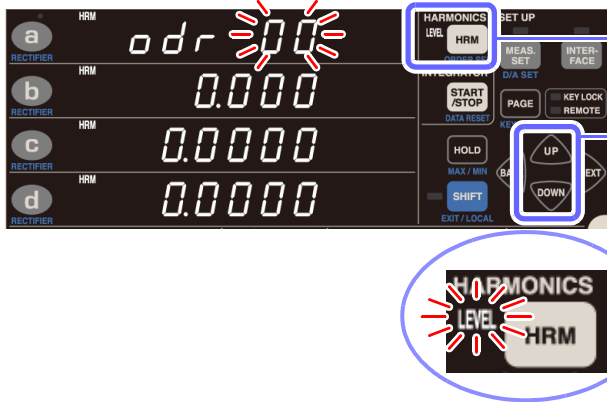 HRM
a
RECTIFIER
odr 00
HRM
b
RECTIFIER
0.000
HRM
c
RECTIFIER
0.0000
HRM
d
RECTIFIER
0.0000
HARMONICS
LEVEL
HRM
SET UP
MEAS.
SET
D/A SET
INTER-
FACE
INTEGRATOR
START
/STOP
DATA RESET
PAGE
KEY LOCK
REMOTE
HOLD
MAX / MIN
SHIFT
EXIT / LOCAL
UP
DOWN
EXT
HARMONICS
LEVEL
HRM